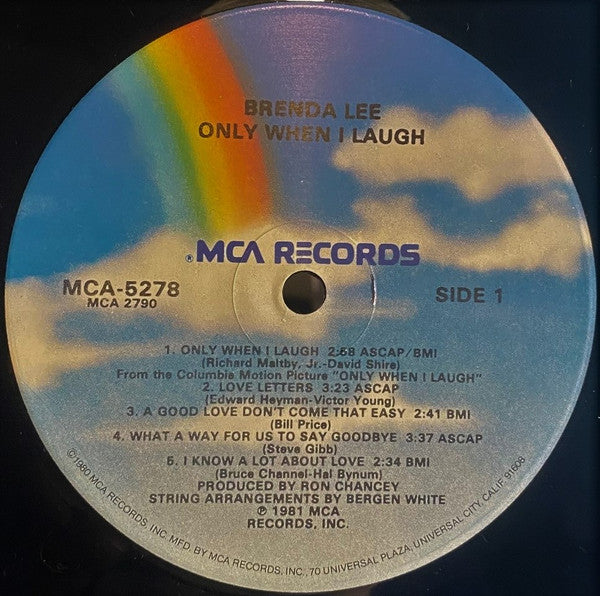 BRENDA LEE
ONLY WHEN I LAUGH
® MCA RECORDS
MCA-5278
MCA 2790
SIDE 1
1. ONLY WHEN I LAUGH 2:58 ASCAP/BMI
(Richard Maltby, Jr.-David Shire)
From the Columbia Motion Picture "ONLY WHEN I LAUGH"
2. LOVE LETTERS 3:23 ASCAP
(Edward Heyman-Victor Young)
3. A GOOD LOVE DON'T COME THAT EASY 2:41 BMI
(Bill Price)
4. WHAT A WAY FOR US TO SAY GOODBYE 3:37 ASCAP
(Steve Gibb)
5. I KNOW A LOT ABOUT LOVE 2:34 BMI
(Bruce Channel-Hal Bynum)
PRODUCED BY RON CHANCEY
STRING ARRANGEMENTS BY BERGEN WHITE
℗ 1981 MCA
RECORDS, INC.
©1980 MCA RECORDS, INC. MFD. BY MCA RECORDS, INC., 70 UNIVERSAL PLAZA, UNIVERSAL CITY, CALIF. 91608